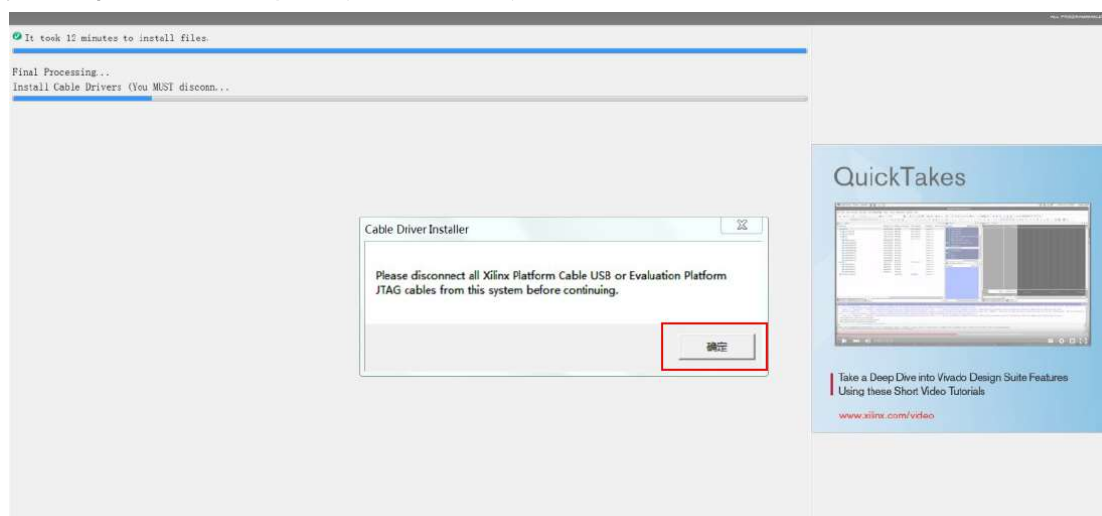 ALL PROGRAMMABLE
It took 12 minutes to install files.
Final Processing...
Install Cable Drivers (You MUST disconn...
QuickTakes
Cable Driver Installer
Please disconnect all Xilinx Platform Cable USB or Evaluation Platform
JTAG cables from this system before continuing.
确定
Take a Deep Dive into Vivado Design Suite Features
Using these Short Video Tutorials
www.xilinx.com/video